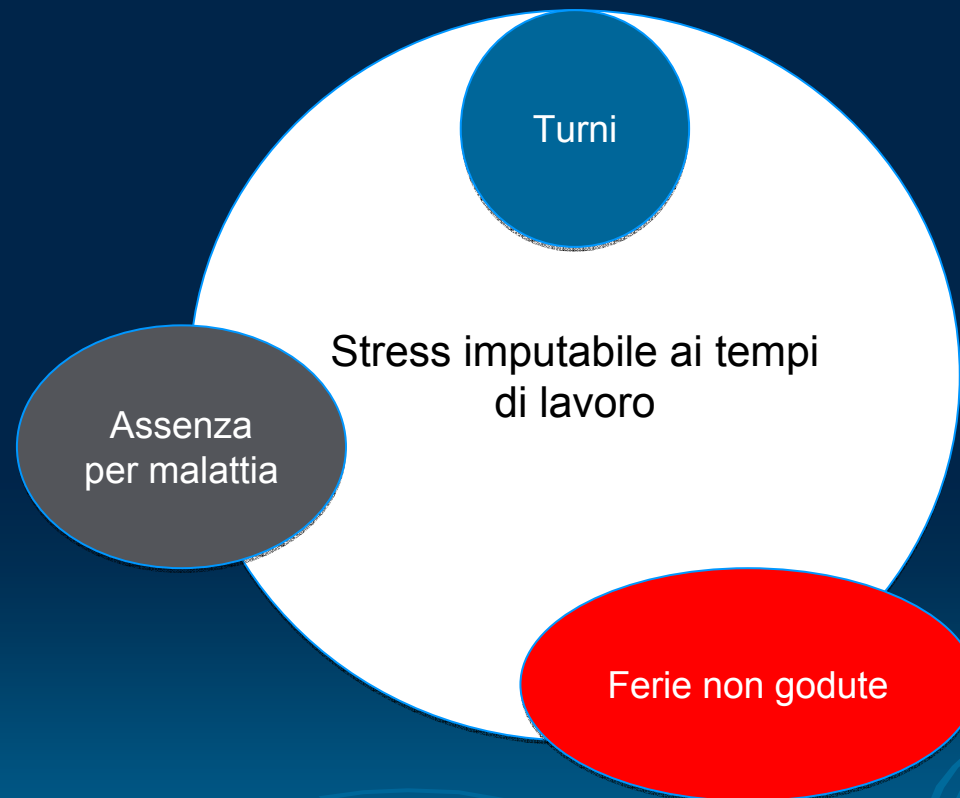 Turni
Stress imputabile ai tempi
di lavoro
Assenza
per malattia
Ferie non godute